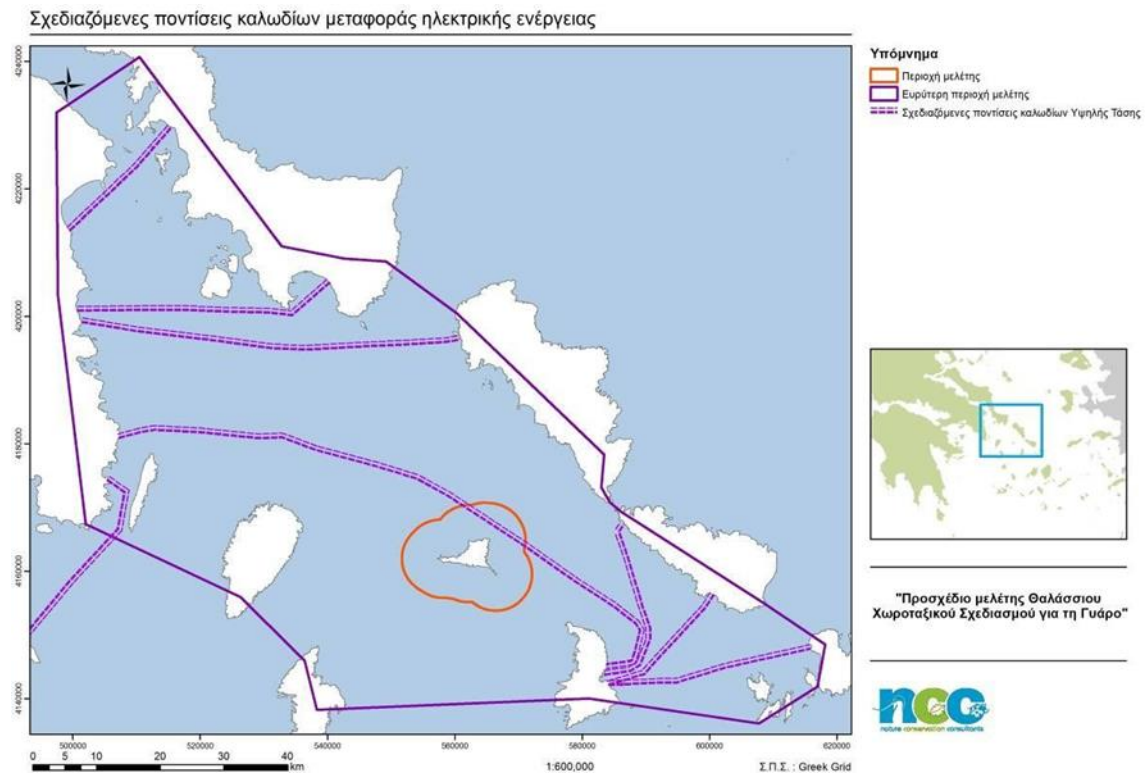 Σχεδιαζόμενες ποντίσεις καλωδίων μεταφοράς ηλεκτρικής ενέργειας
Υπόμνημα
Περιοχή μελέτης
Ευρύτερη περιοχή μελέτης
Σχεδιαζόμενες ποντίσεις καλωδίων Υψηλής Τάσης
4240000
4220000
4200000
4180000
4160000
4140000
500000 520000 540000 560000 580000 600000 620000
0 5 10 20 30 40
km
1:600,000
Σ.Π.Σ. : Greek Grid
"Προσχέδιο μελέτης Θαλάσσιου
Χωροταξικού Σχεδιασμού για τη Γυάρο"
ncc
nature conservation consultants